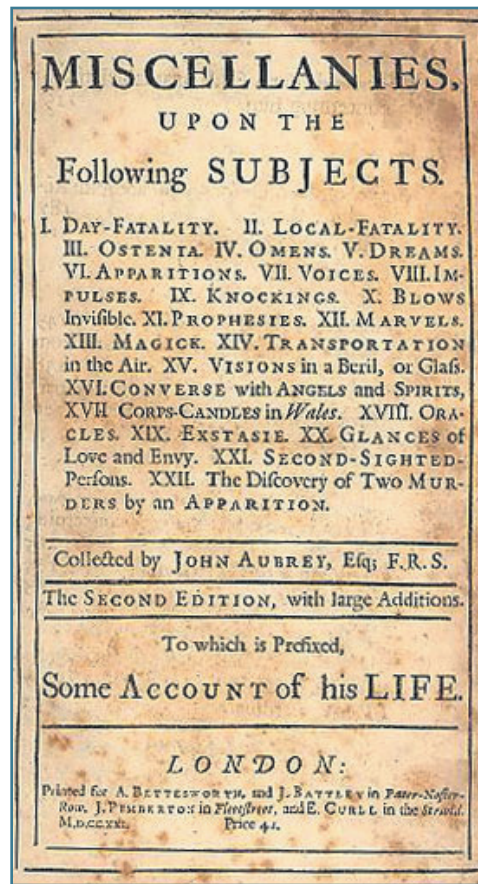 MISCELLANIES,
UPON THE
Following SUBJECTS.
I. DAY-FATALITY. II. LOCAL-FATALITY.
III. OSTENIA. IV. OMENS. V. DREAMS.
VI. APPARITIONS. VII. VOICES. VIII. IM-
PULSES. IX. KNOCKINGS. X. BLOWS
Inviſible. XI. PROPHESIES. XII. MARVELS.
XIII. MAGICK. XIV. TRANSPORTATION
in the Air. XV. VISIONS in a Beril, or Glaſs.
XVI. CONVERSE with ANGELS and SPIRITS,
XVII CORPS-CANDLES in Wales. XVIII. ORA-
CLES. XIX. EXSTASIE. XX. GLANCES of
Love and Envy. XXI. SECOND-SIGHTED-
Perſons. XXII. The Diſcovery of Two MUR-
DERS by an APPARITION.
Collected by JOHN AUBREY, Eſq; F.R.S.
The SECOND EDITION, with large Additions.
To which is Prefixed,
Some ACCOUNT of his LIFE.
LONDON:
Printed for A. BETTESWORTH, and J. BATTLEY in Pater-Noſter-
Row, J. PEMBERTON in Fleetſtreet, and E. CURLL in the Strand.
M,DCC,XXI. Price 4s.